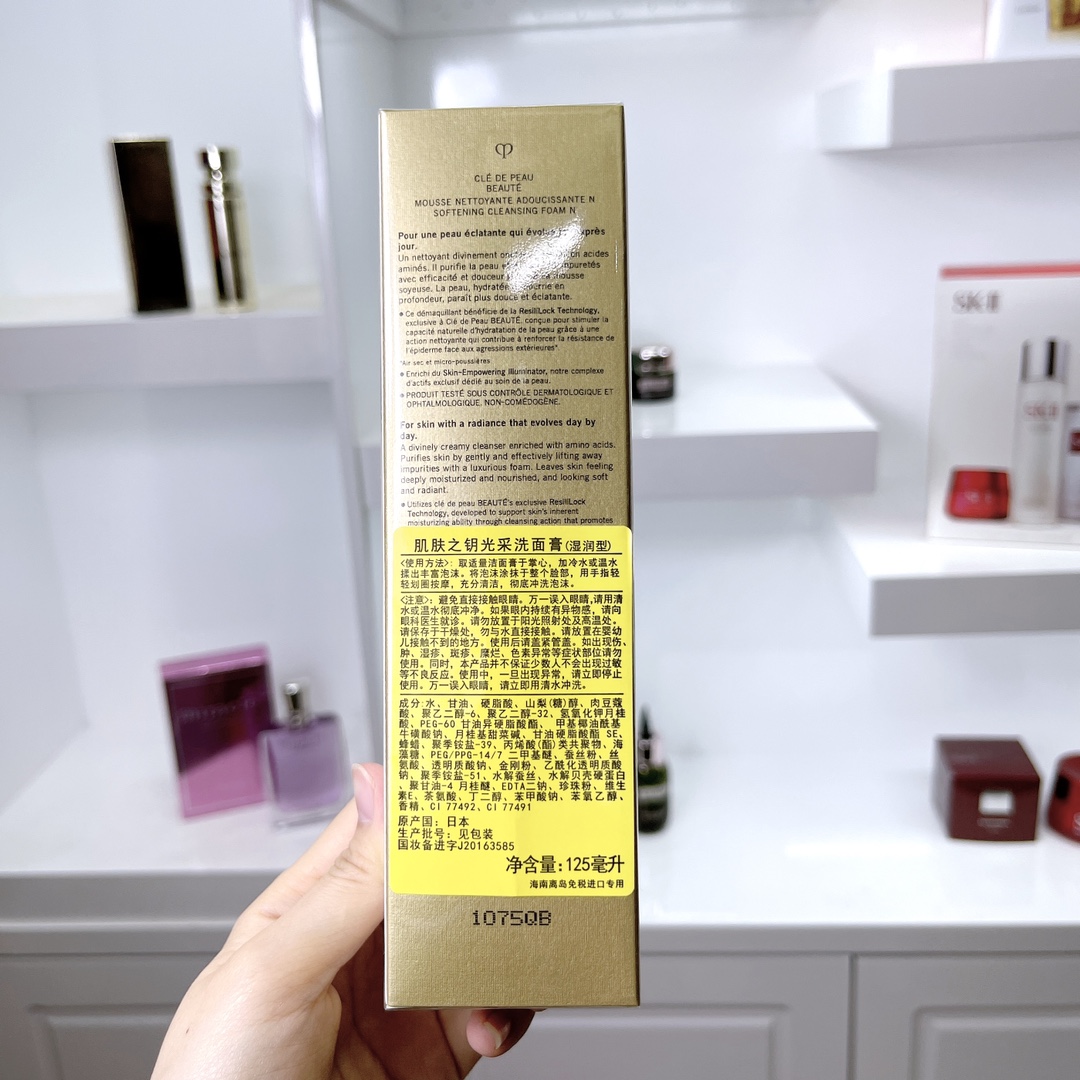 CLÉ DE PEAU
BEAUTÉ
MOUSSE NETTOYANTE ADOUCISSANTE N
SOFTENING CLEANSING FOAM N
Pour une peau éclatante qui évolue jour après
jour.
Un nettoyant divinement en acides
aminés. Il purifie la peau impuretés
avec efficacité et douceur mousse
soyeuse. La peau, hydratée en
profondeur, paraît plus douce et éclatante.
• Ce démaquillant bénéficie de la ResiliLock Technology,
exclusive à Clé de Peau BEAUTÉ, conçue pour stimuler la
capacité naturelle d'hydratation de la peau grâce à une
action nettoyante qui contribue à renforcer la résistance de
l'épiderme face aux agressions extérieures*.
*Air sec et micro-poussières
• Enrichi du Skin-Empowering Illuminator, notre complexe
d'actifs exclusif dédié au soin de la peau.
• PRODUIT TESTÉ SOUS CONTRÔLE DERMATOLOGIQUE ET
OPHTALMOLOGIQUE. NON-COMÉDOGÈNE.
For skin with a radiance that evolves day by
day.
A divinely creamy cleanser enriched with amino acids.
Purifies skin by gently and effectively lifting away
impurities with a luxurious foam. Leaves skin feeling
deeply moisturized and nourished, and looking soft
and radiant.
• Utilizes clé de peau BEAUTÉ's exclusive ResiliLock
Technology, developed to support skin's inherent
moisturizing ability through cleansing action that promotes
肌肤之钥光采洗面膏(湿润型)
<使用方法>: 取适量洁面膏于掌心，加冷水或温水
揉出丰富泡沫。将泡沫涂抹于整个脸部，用手指轻
轻划圈按摩，充分清洁，彻底冲洗泡沫。
<注意>: 避免直接接触眼睛。万一误入眼睛,请用清
水或温水彻底冲净。如果眼内持续有异物感，请向
眼科医生就诊。请勿放置于阳光照射处及高温处。
请保存于干燥处，勿与水直接接触。请放置在婴幼
儿接触不到的地方。使用后请盖紧管盖。如出现伤、
肿、湿疹、斑疹、糜烂、色素异常等症状部位请勿
使用。同时，本产品并不保证少数人不会出现过敏
等不良反应。使用中，一旦出现异常，请立即停止
使用。万一误入眼睛，请立即用清水冲洗。
成分:水、甘油、硬脂酸、山梨(糖)醇、肉豆蔻
酸、聚乙二醇-6、聚乙二醇-32、氢氧化钾月桂
酸、PEG-60 甘油异硬脂酸酯、 甲基椰油酰基
牛磺酸钠、月桂基甜菜碱、甘油硬脂酸酯 SE、
蜂蜡、聚季铵盐-39、丙烯酸(酯)类共聚物、海
藻糖、PEG/PPG-14/7 二甲基醚、蚕丝粉、丝
氨酸、透明质酸钠、金刚粉、乙酰化透明质酸
钠、聚季铵盐-51、水解蚕丝、水解贝壳硬蛋白
、聚甘油-4 月桂醚、EDTA二钠、珍珠粉、维生
素E、茶氨酸、丁二醇、苯甲酸钠、苯氧乙醇、
香精、CI 77492、CI 77491
原产国：日本
生产批号：见包装
国妆备进字J20163585
净含量：125毫升
海南离岛免税进口专用
1075QB
SK-II